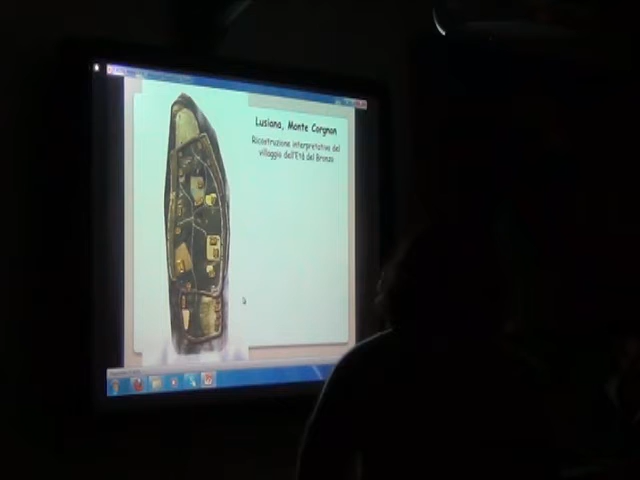 Lusiana, Monte Corgnon
Ricostruzione interpretativa del
villaggio dell'Età del Bronzo